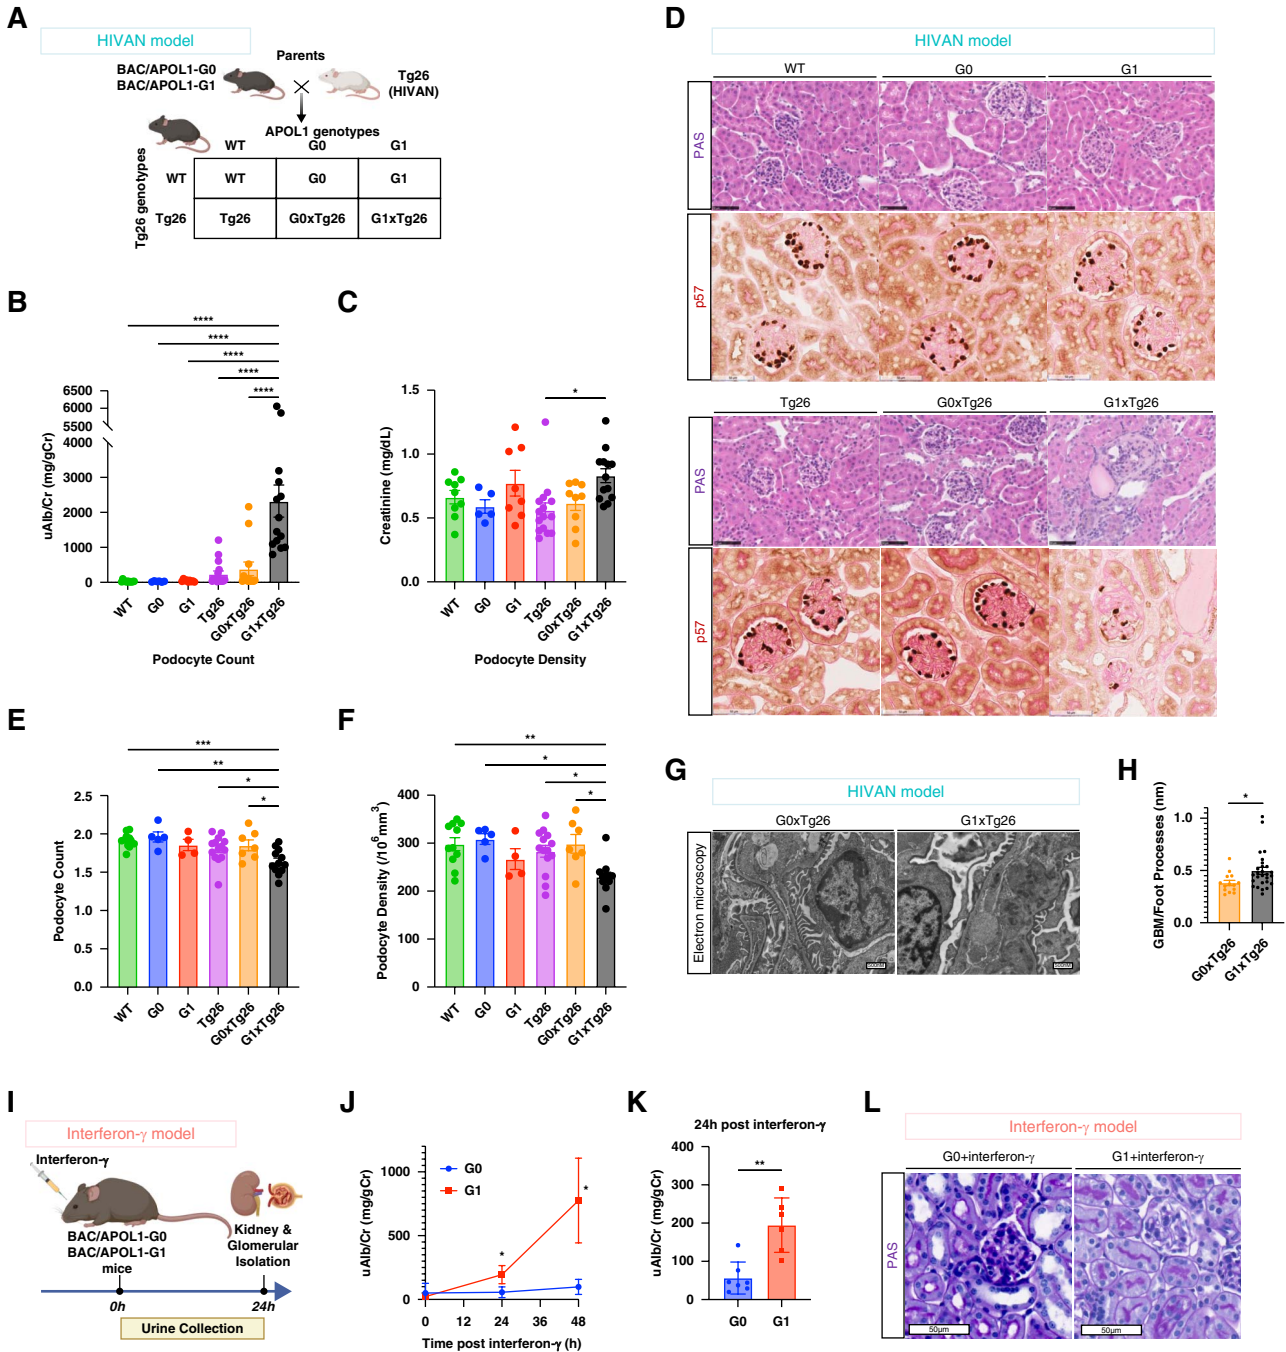 A
HIVAN model
Parents
BAC/APOL1-G0
BAC/APOL1-G1
Tg26
(HIVAN)
APOL1 genotypes
WT G0 G1
Tg26 genotypes
WT WT G0 G1
Tg26 Tg26 G0xTg26 G1xTg26
B
****
****
****
****
****
uAlb/Cr (mg/gCr)
6500
6000
5500
4000
3000
2000
1000
0
WT G0 G1 Tg26 G0xTg26 G1xTg26
Podocyte Count
C
*
Creatinine (mg/dL)
1.5
1.0
0.5
0.0
WT G0 G1 Tg26 G0xTg26 G1xTg26
Podocyte Density
D
HIVAN model
WT G0 G1
PAS
p57
Tg26 G0xTg26 G1xTg26
PAS
p57
E
***
**
*
*
Podocyte Count
2.5
2.0
1.5
1.0
0.5
0.0
WT G0 G1 Tg26 G0xTg26 G1xTg26
F
**
*
*
*
Podocyte Density (/10⁶ mm³)
400
300
200
100
0
WT G0 G1 Tg26 G0xTg26 G1xTg26
G
HIVAN model
G0xTg26 G1xTg26
Electron microscopy
H
*
GBM/Foot Processes (nm)
1.0
0.5
0.0
G0xTg26 G1xTg26
I
Interferon-γ model
Interferon-γ
BAC/APOL1-G0
BAC/APOL1-G1
mice
Kidney &
Glomerular
Isolation
0h 24h
Urine Collection
J
G0
G1
*
*
uAlb/Cr (mg/gCr)
1000
500
0
0 12 24 36 48
Time post interferon-γ (h)
K
24h post interferon-γ
**
uAlb/Cr (mg/gCr)
400
300
200
100
0
G0 G1
L
Interferon-γ model
G0+interferon-γ G1+interferon-γ
PAS
50μm 50μm